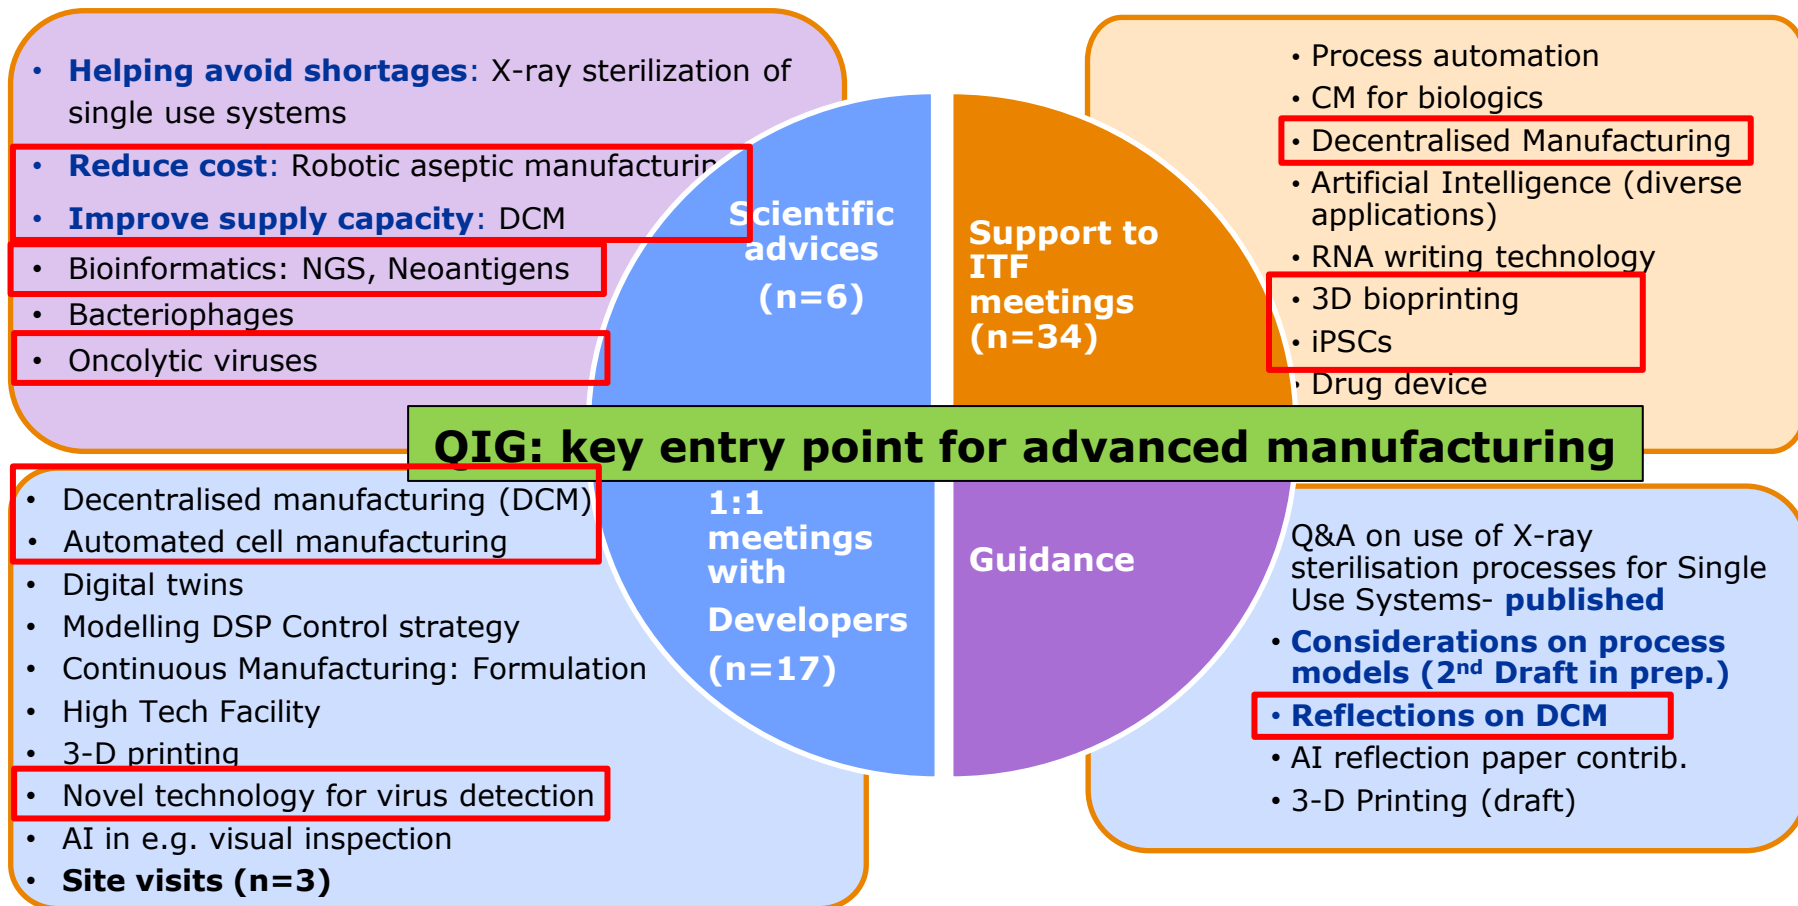 • Helping avoid shortages: X-ray sterilization of
single use systems
• Reduce cost: Robotic aseptic manufacturin
• Improve supply capacity: DCM
• Bioinformatics: NGS, Neoantigens
• Bacteriophages
• Oncolytic viruses
Scientific
advices
(n=6)
Support to
ITF
meetings
(n=34)
• Process automation
• CM for biologics
• Decentralised Manufacturing
• Artificial Intelligence (diverse
applications)
• RNA writing technology
• 3D bioprinting
• iPSCs
• Drug device
QIG: key entry point for advanced manufacturing
• Decentralised manufacturing (DCM)
• Automated cell manufacturing
• Digital twins
• Modelling DSP Control strategy
• Continuous Manufacturing: Formulation
• High Tech Facility
• 3-D printing
• Novel technology for virus detection
• AI in e.g. visual inspection
• Site visits (n=3)
1:1
meetings
with
Developers
(n=17)
Guidance
Q&A on use of X-ray
sterilisation processes for Single
Use Systems- published
• Considerations on process
models (2nd Draft in prep.)
• Reflections on DCM
• AI reflection paper contrib.
• 3-D Printing (draft)